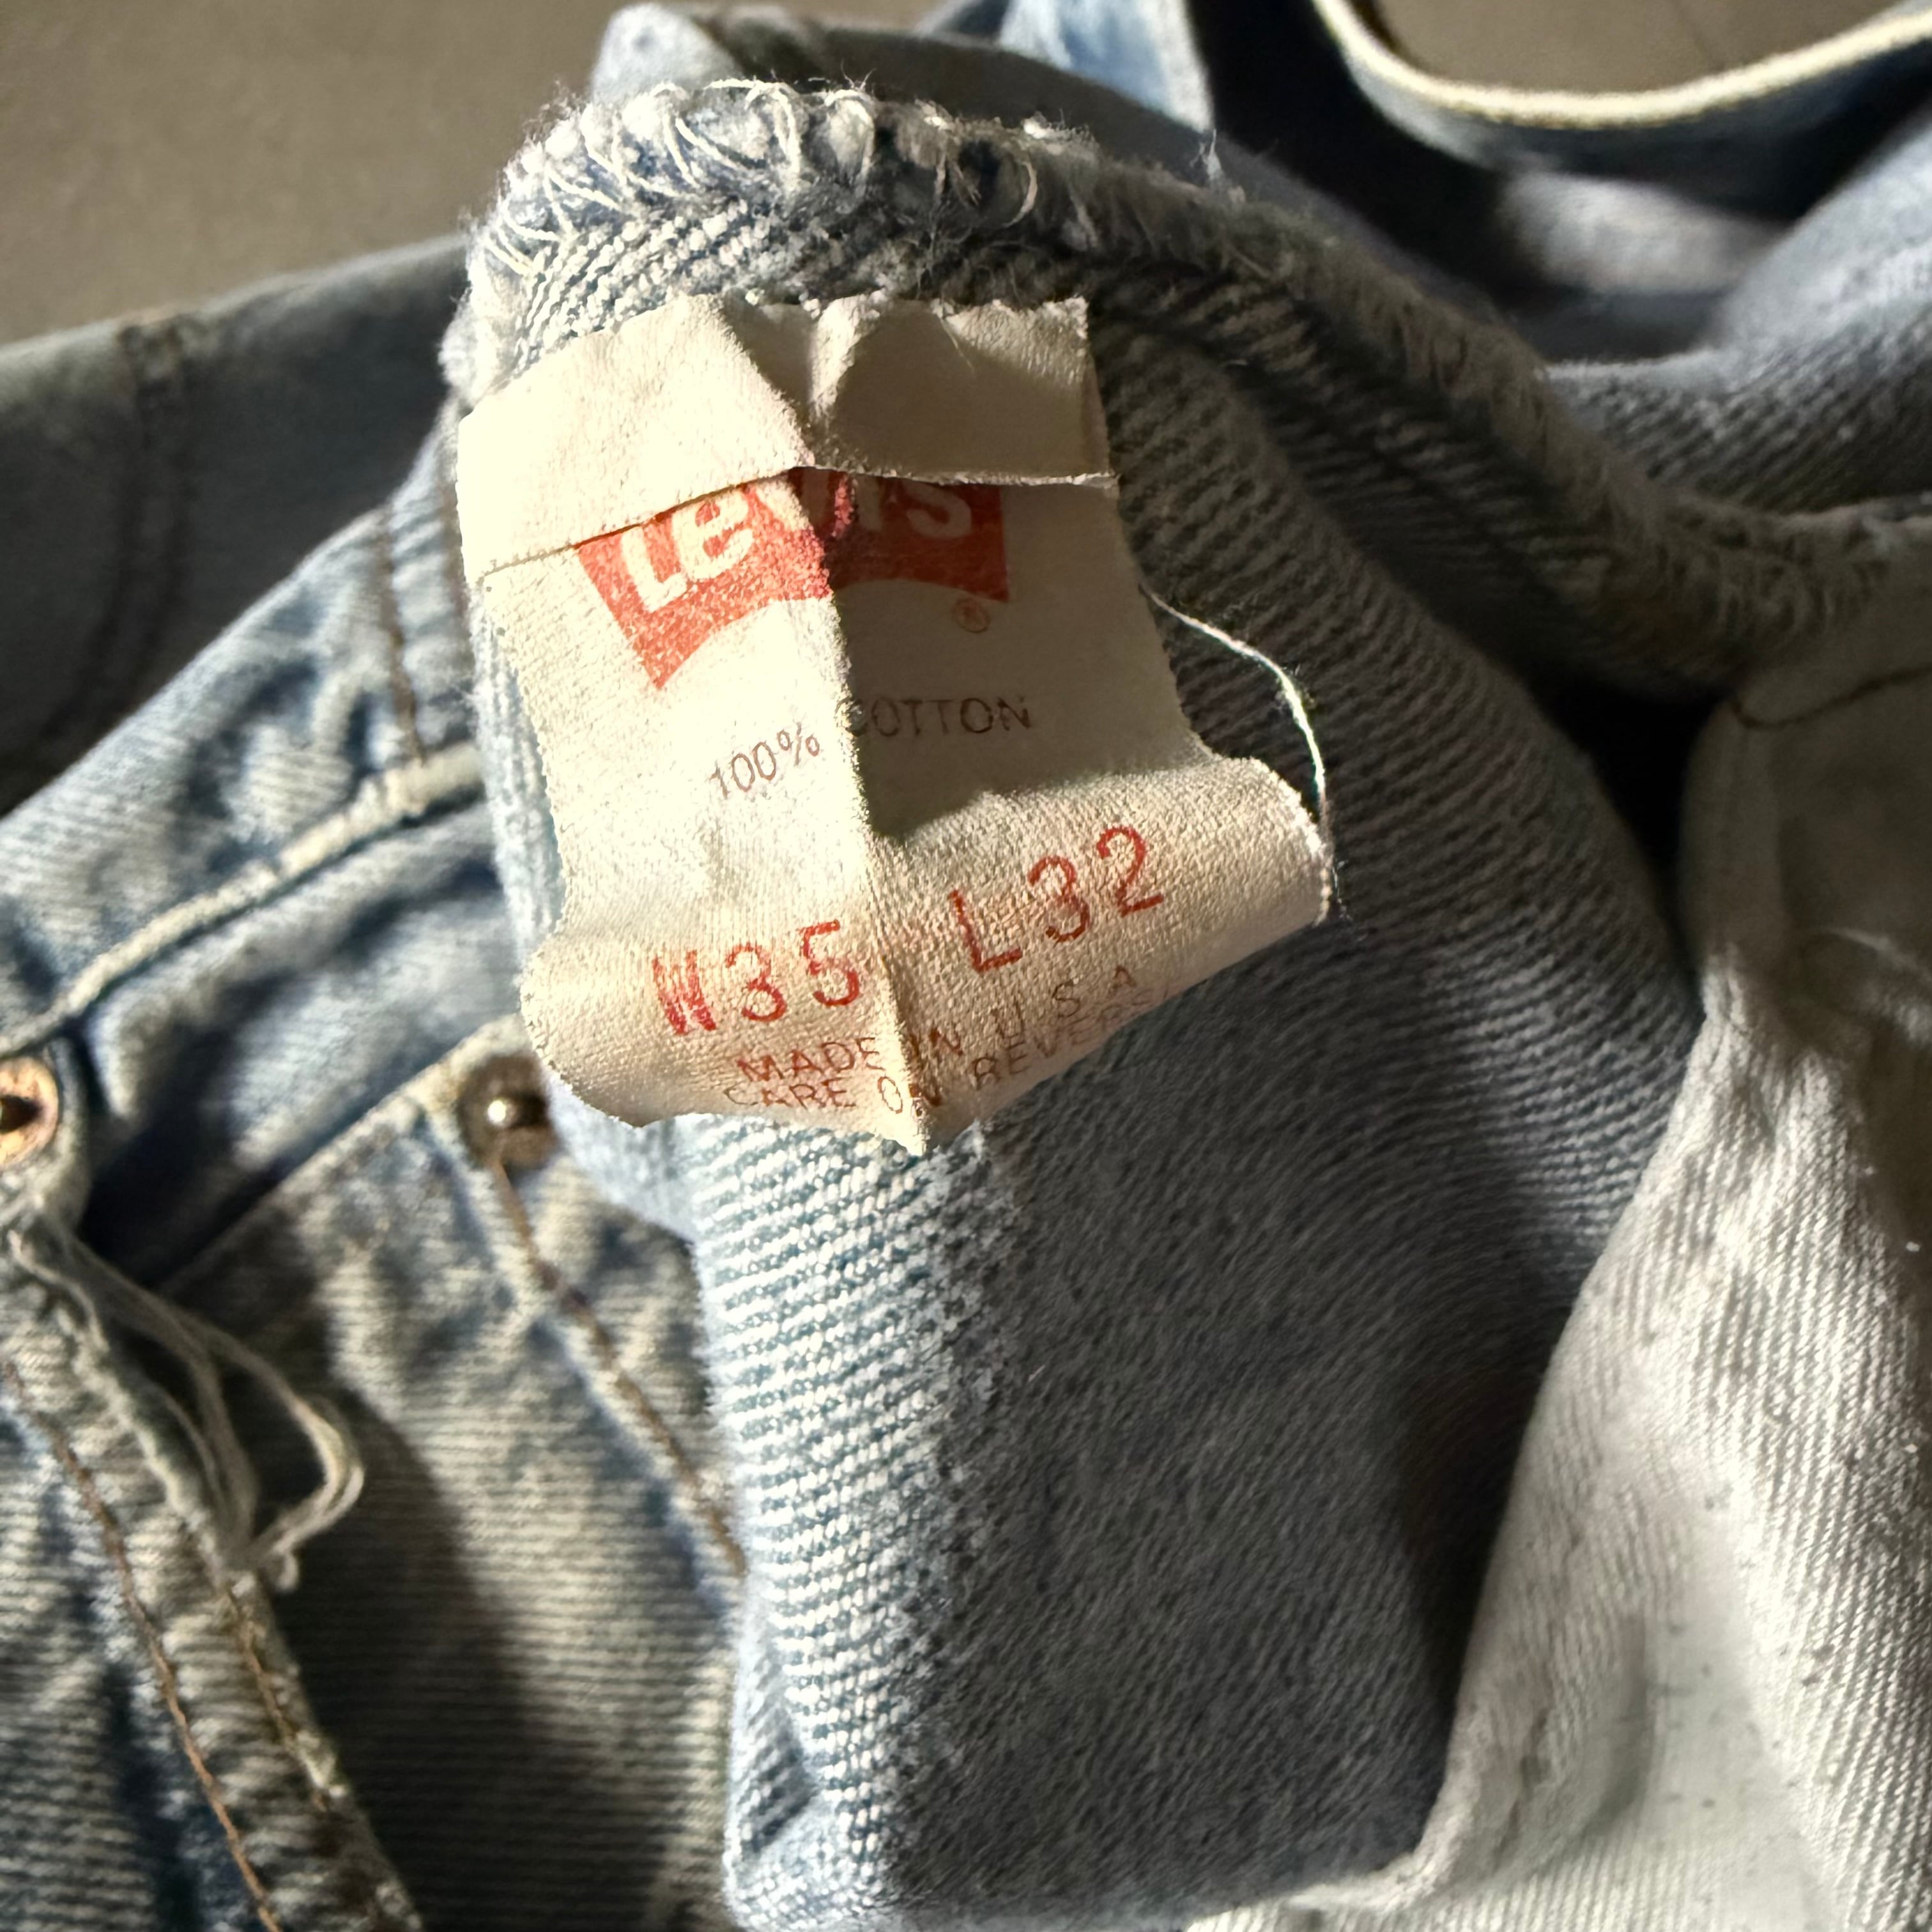 Levi's
®
100% COTTON
W35 L32
MADE IN U S A
CARE ON REVERSE